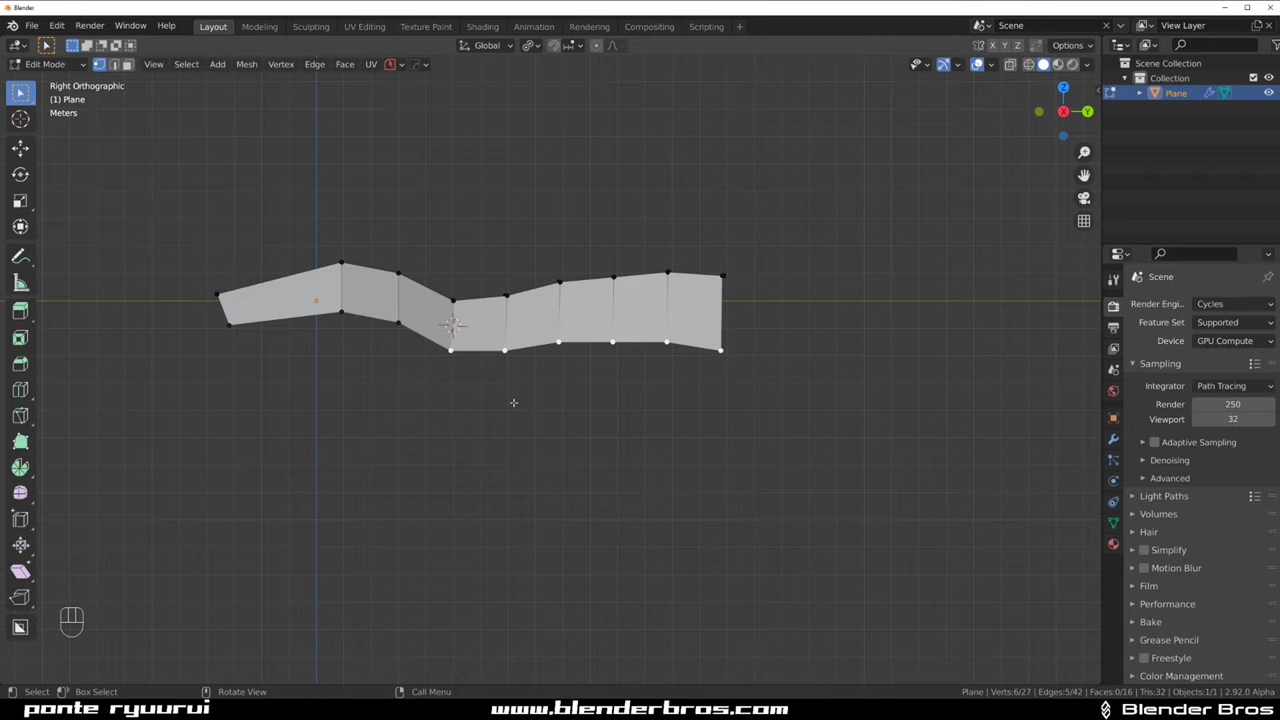 Blender
File Edit Render Window Help Layout Modeling Sculpting UV Editing Texture Paint Shading Animation Rendering Compositing Scripting + Scene View Layer
Global X Y Z Options
Edit Mode View Select Add Mesh Vertex Edge Face UV
Right Orthographic
(1) Plane
Meters
Z
X
Y
Scene Collection
Collection
Plane
Scene
Render Engi.. Cycles
Feature Set Supported
Device GPU Compute
Sampling
Integrator Path Tracing
Render 250
Viewport 32
Adaptive Sampling
Denoising
Advanced
Light Paths
Volumes
Hair
Simplify
Motion Blur
Film
Performance
Bake
Grease Pencil
Freestyle
Color Management
Select Box Select Rotate View Call Menu Plane | Verts:6/27 | Edges:5/42 | Faces:0/16 | Tris:32 | Objects:1/1 | 2.92.0 Alpha
ponte ryuurui www.blenderbros.com Blender Bros